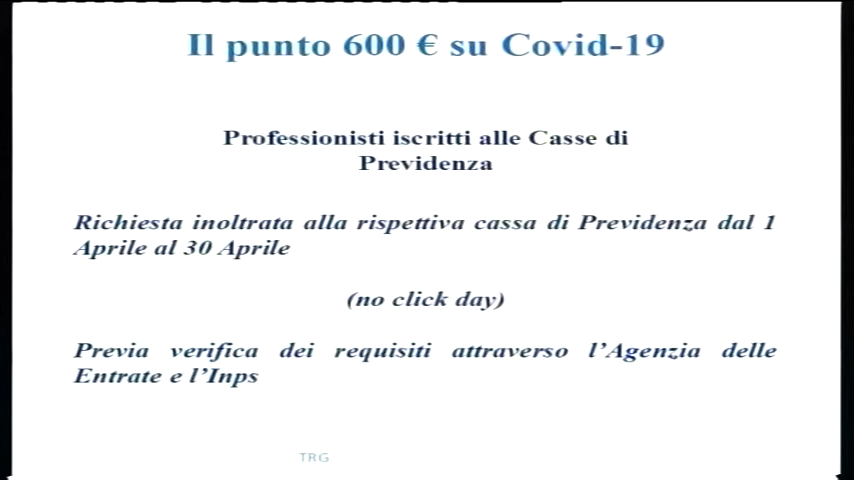 Il punto 600 € su Covid-19
Professionisti iscritti alle Casse di
Previdenza
Richiesta inoltrata alla rispettiva cassa di Previdenza dal 1
Aprile al 30 Aprile
(no click day)
Previa verifica dei requisiti attraverso l’Agenzia delle
Entrate e l’Inps
TRG